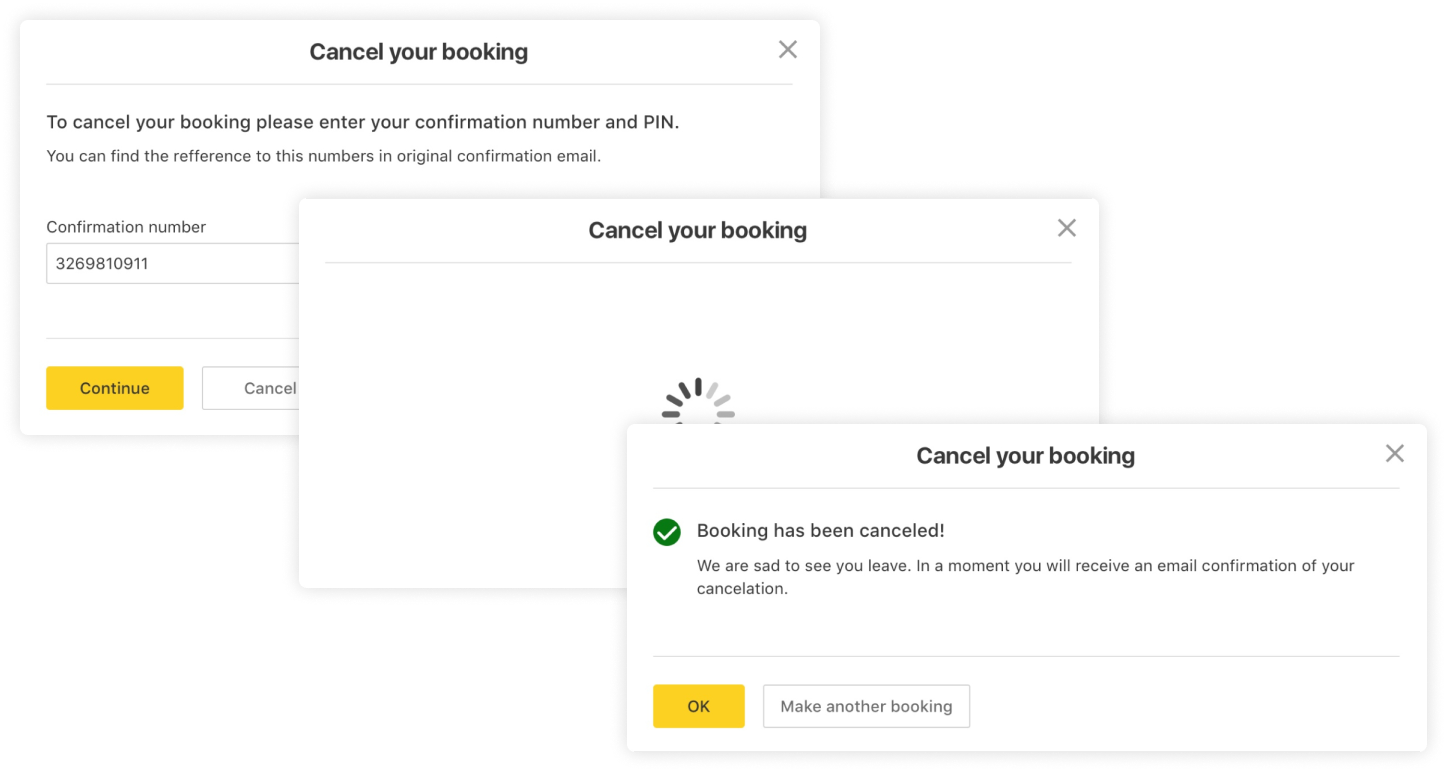 Cancel your booking
To cancel your booking please enter your confirmation number and PIN.
You can find the refference to this numbers in original confirmation email.
Confirmation number
3269810911
Continue
Cancel
Cancel your booking
Cancel your booking
Booking has been canceled!
We are sad to see you leave. In a moment you will receive an email confirmation of your
cancelation.
OK
Make another booking